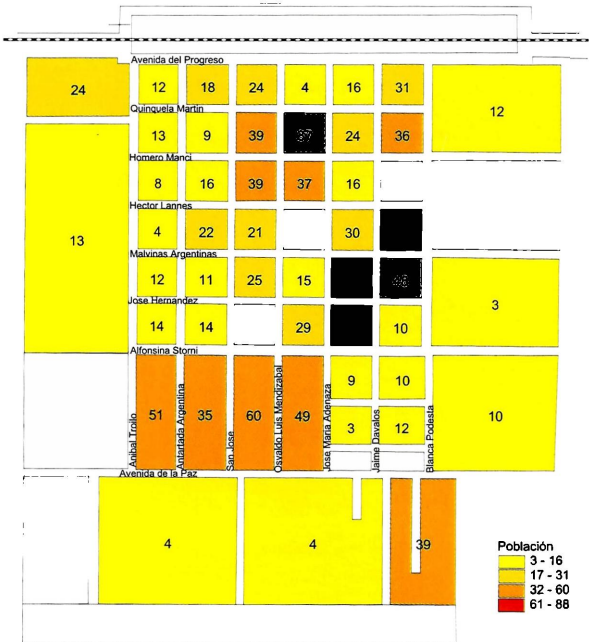 Avenida del Progreso
24 12 18 24 4 16 31 12
Quinquela Martin
13 9 39 24 36
Homero Manci
8 16 39 37 16
Hector Lannes
13 4 22 21 30
Malvinas Argentinas
12 11 25 15 3
Jose Hernandez
14 14 29 10
Alfonsina Storni
9 10
51 35 60 49 10
3 12
Anibal Troilo
Antartada Argentina
San Jose
Osvaldo Luis Mendizabal
Jose Maria Adenaza
Jaime Davalos
Blanca Podesta
Avenida de la Paz
4 4 39
Población
3 - 16
17 - 31
32 - 60
61 - 88